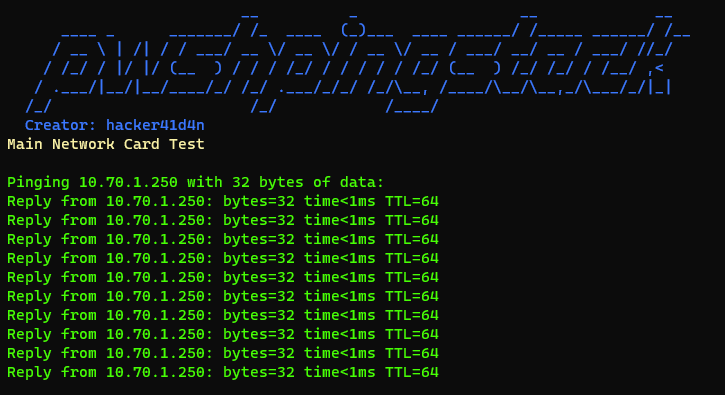 pwshpingstack
Creator: hacker41d4n
Main Network Card Test
Pinging 10.70.1.250 with 32 bytes of data:
Reply from 10.70.1.250: bytes=32 time<1ms TTL=64
Reply from 10.70.1.250: bytes=32 time<1ms TTL=64
Reply from 10.70.1.250: bytes=32 time<1ms TTL=64
Reply from 10.70.1.250: bytes=32 time<1ms TTL=64
Reply from 10.70.1.250: bytes=32 time<1ms TTL=64
Reply from 10.70.1.250: bytes=32 time<1ms TTL=64
Reply from 10.70.1.250: bytes=32 time<1ms TTL=64
Reply from 10.70.1.250: bytes=32 time<1ms TTL=64
Reply from 10.70.1.250: bytes=32 time<1ms TTL=64
Reply from 10.70.1.250: bytes=32 time<1ms TTL=64